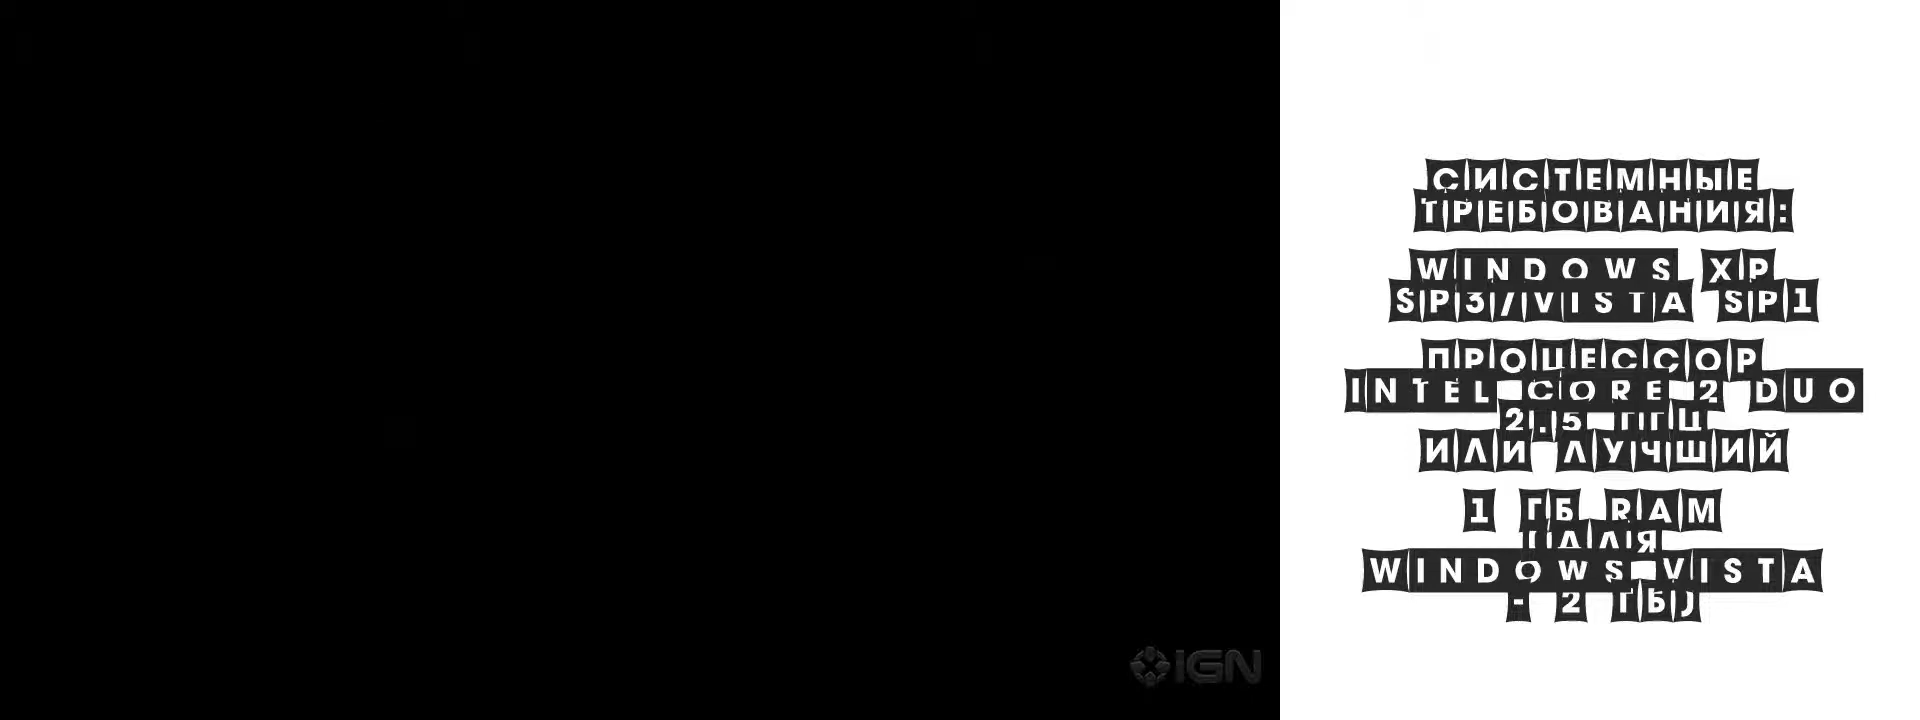 IGN
СИСТЕМНЫЕ
ТРЕБОВАНИЯ:
WINDOWS XP
SP3/VISTA SP1
ПРОЦЕССОР
INTEL CORE 2 DUO
2.5 ГГЦ
ИЛИ ЛУЧШИЙ
1 ГБ RAM
(ДЛЯ
WINDOWS VISTA
- 2 ГБ)